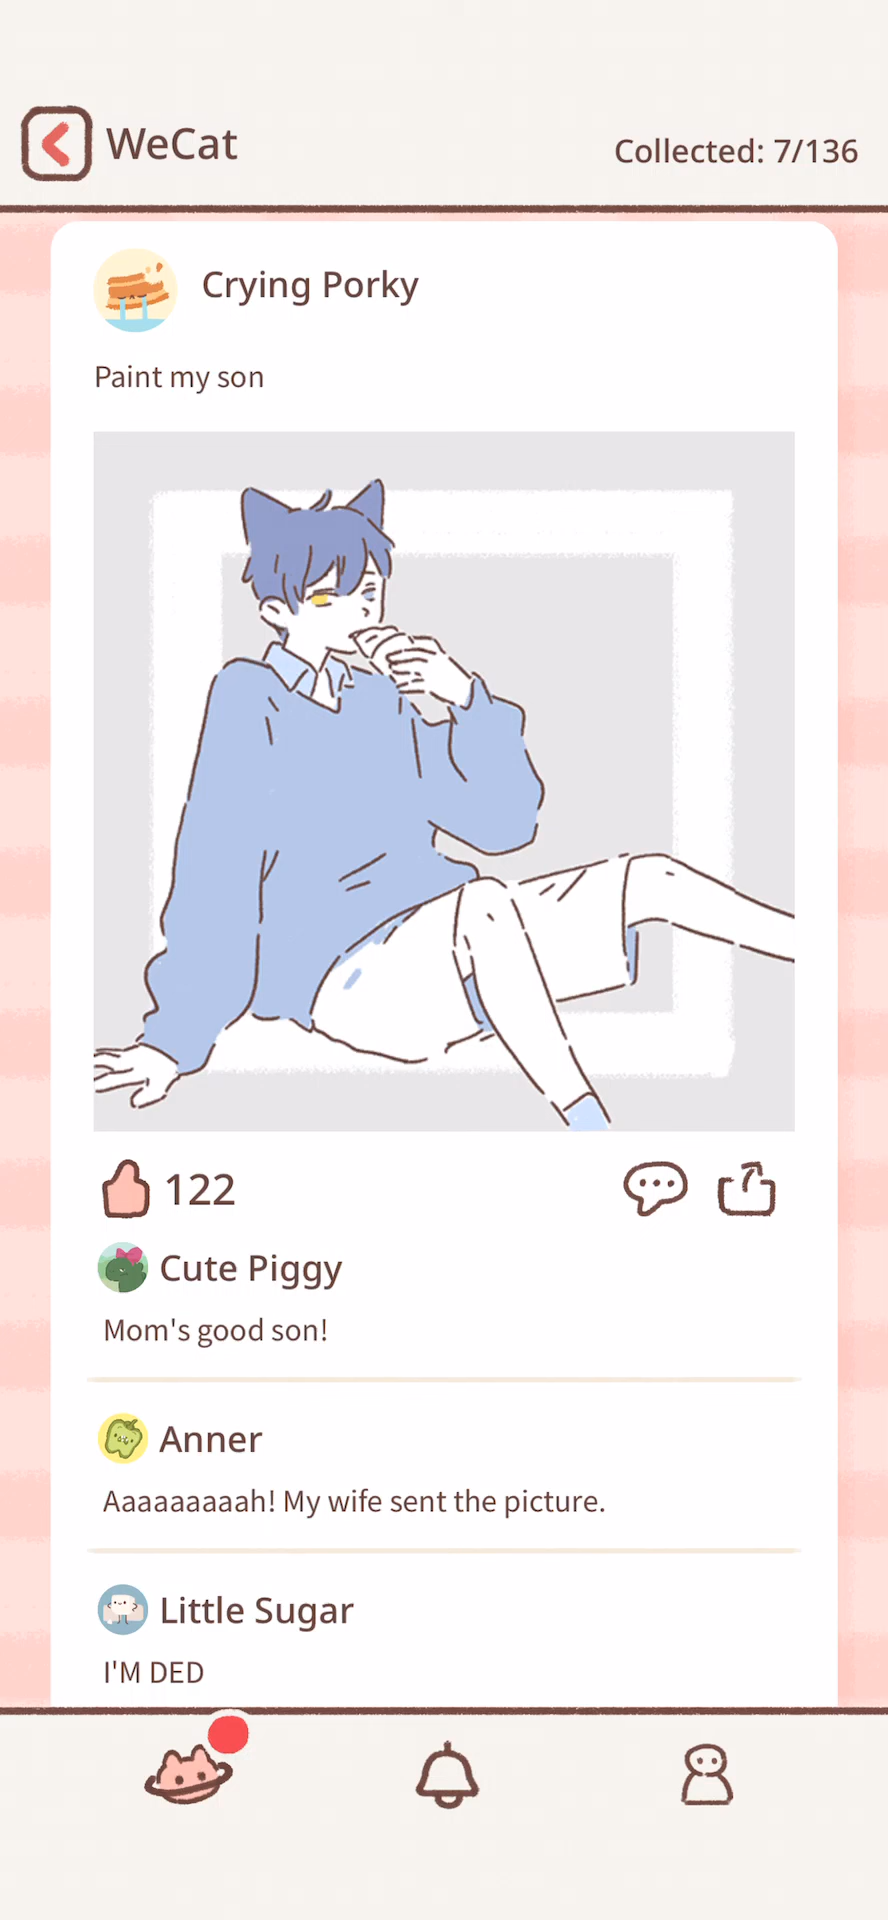 WeCat
Collected: 7/136
Crying Porky
Paint my son
122
Cute Piggy
Mom's good son!
Anner
Aaaaaaaaah! My wife sent the picture.
Little Sugar
I'M DED